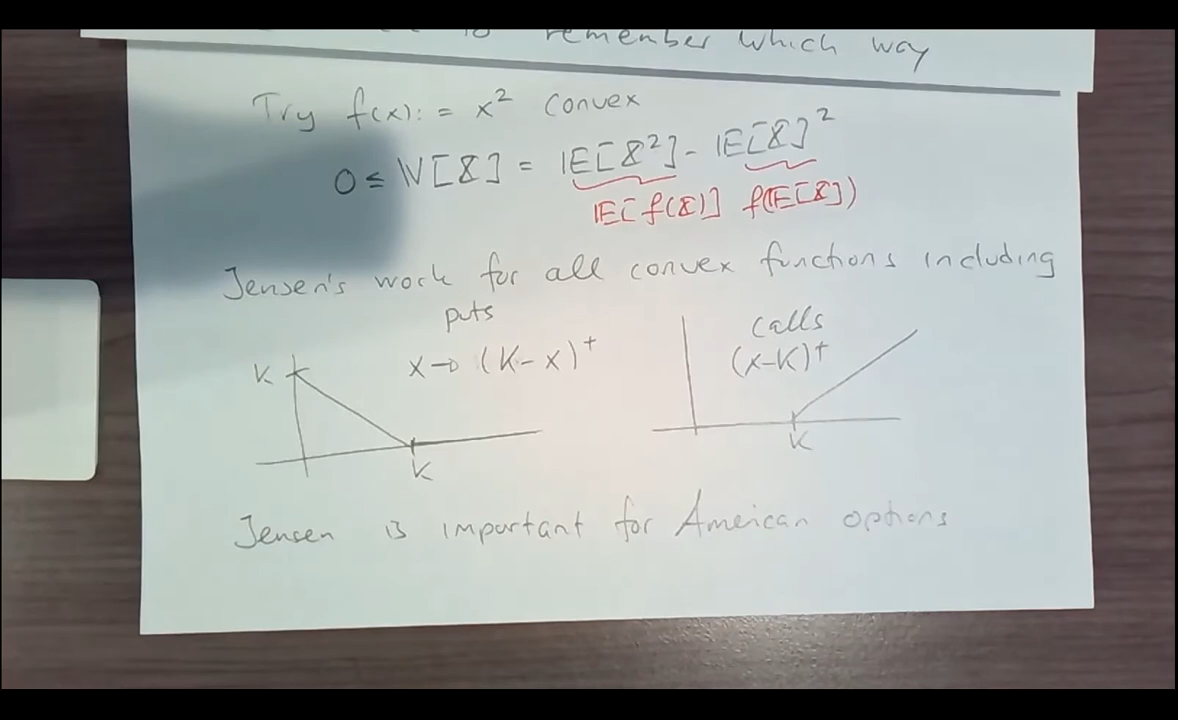 to remember which way
Try f(x) := x² convex
0 ≤ V[X] = E[X²] - E[X]²
E[f(X)] f(E[X])
Jensen's work for all convex functions including
puts
x → (K-x)⁺
K
K
calls
(x-K)⁺
K
Jensen is important for American options